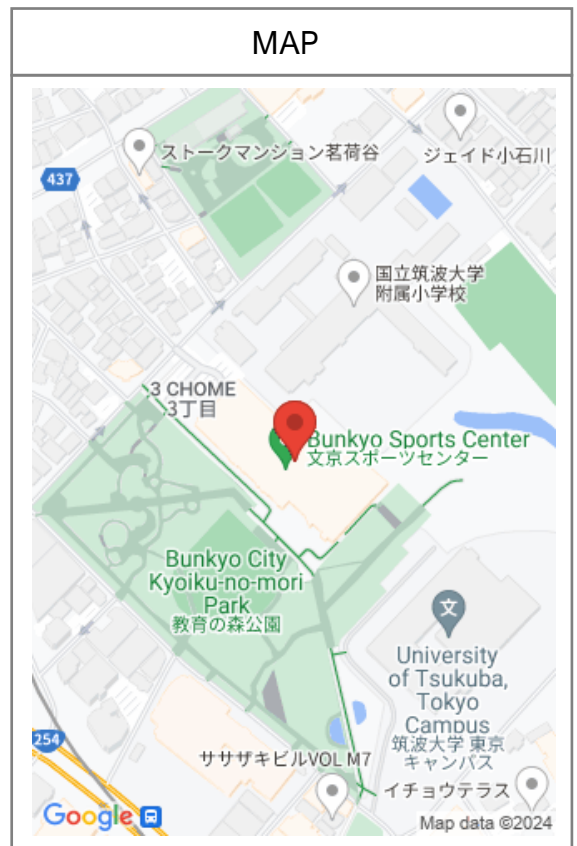 MAP
ストークマンション茗荷谷
ジェイド小石川
437
国立筑波大学
附属小学校
3 CHOME
3丁目
Bunkyo Sports Center
文京スポーツセンター
Bunkyo City
Kyoiku-no-mori
Park
教育の森公園
文
University
of Tsukuba,
Tokyo
Campus
筑波大学 東京
キャンパス
254
ササザキビルVOL M7
イチョウテラス
Google
Map data ©2024